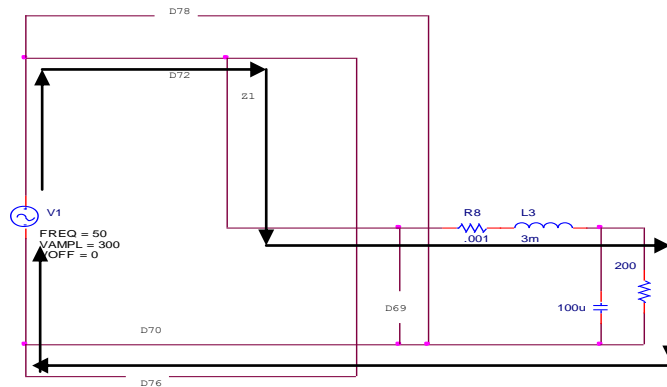 D78
D72
Z1
V1
FREQ = 50
VAMPL = 300
VOFF = 0
R8
L3
.001
3m
200
100u
D69
D70
D76